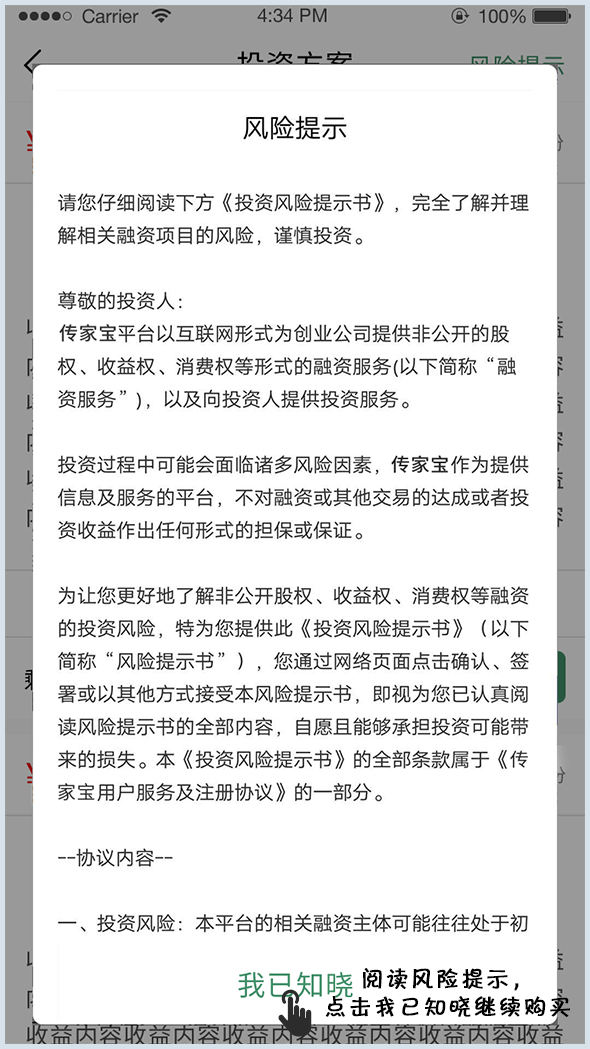 Carrier 4:34 PM 100%
投资方案 风险提示
风险提示
请您仔细阅读下方《投资风险提示书》，完全了解并理
解相关融资项目的风险，谨慎投资。
尊敬的投资人：
传家宝平台以互联网形式为创业公司提供非公开的股
权、收益权、消费权等形式的融资服务(以下简称“融
资服务”)，以及向投资人提供投资服务。
投资过程中可能会面临诸多风险因素，传家宝作为提供
信息及服务的平台，不对融资或其他交易的达成或者投
资收益作出任何形式的担保或保证。
为让您更好地了解非公开股权、收益权、消费权等融资
的投资风险，特为您提供此《投资风险提示书》（以下
简称“风险提示书”），您通过网络页面点击确认、签
署或以其他方式接受本风险提示书，即视为您已认真阅
读风险提示书的全部内容，自愿且能够承担投资可能带
来的损失。本《投资风险提示书》的全部条款属于《传
家宝用户服务及注册协议》的一部分。
--协议内容--
一、投资风险：本平台的相关融资主体可能往往处于初
我已知晓
阅读风险提示，
点击我已知晓继续购买
收益内容收益内容收益内容收益内容收益内容收益